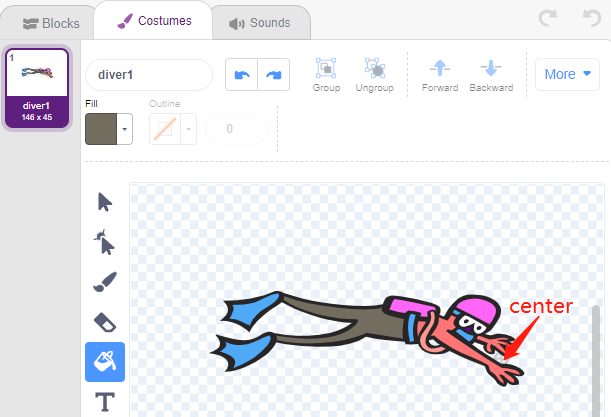 Blocks
Costumes
Sounds
1
diver1
146 x 45
diver1
Group
Ungroup
Forward
Backward
More
Fill
Outline
0
T
center